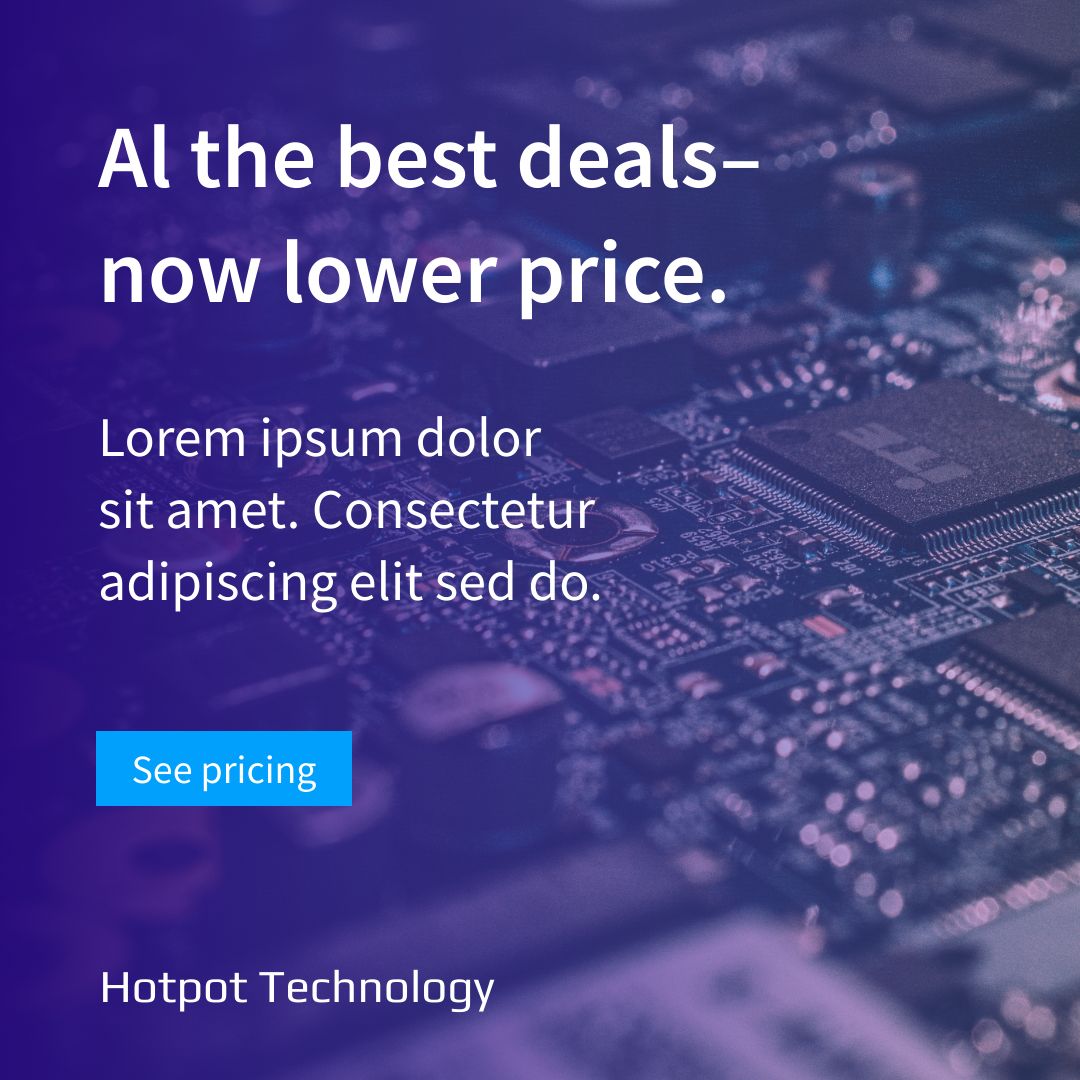 Al the best deals–
now lower price.
Lorem ipsum dolor
sit amet. Consectetur
adipiscing elit sed do.
See pricing
Hotpot Technology